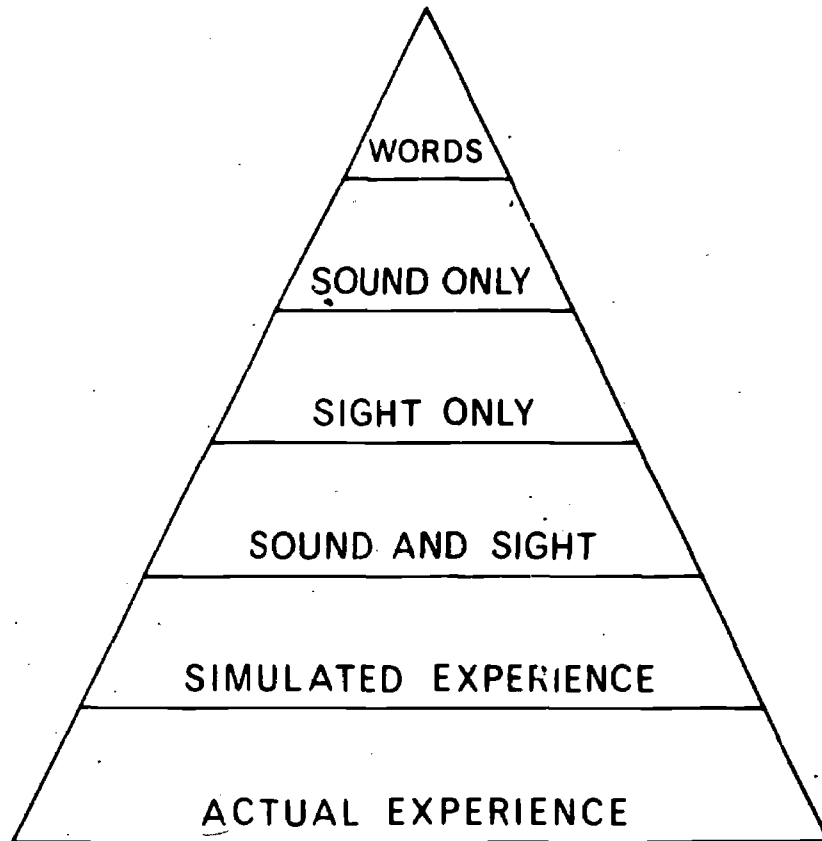 WORDS
SOUND ONLY
SIGHT ONLY
SOUND AND SIGHT
SIMULATED EXPERIENCE
ACTUAL EXPERIENCE